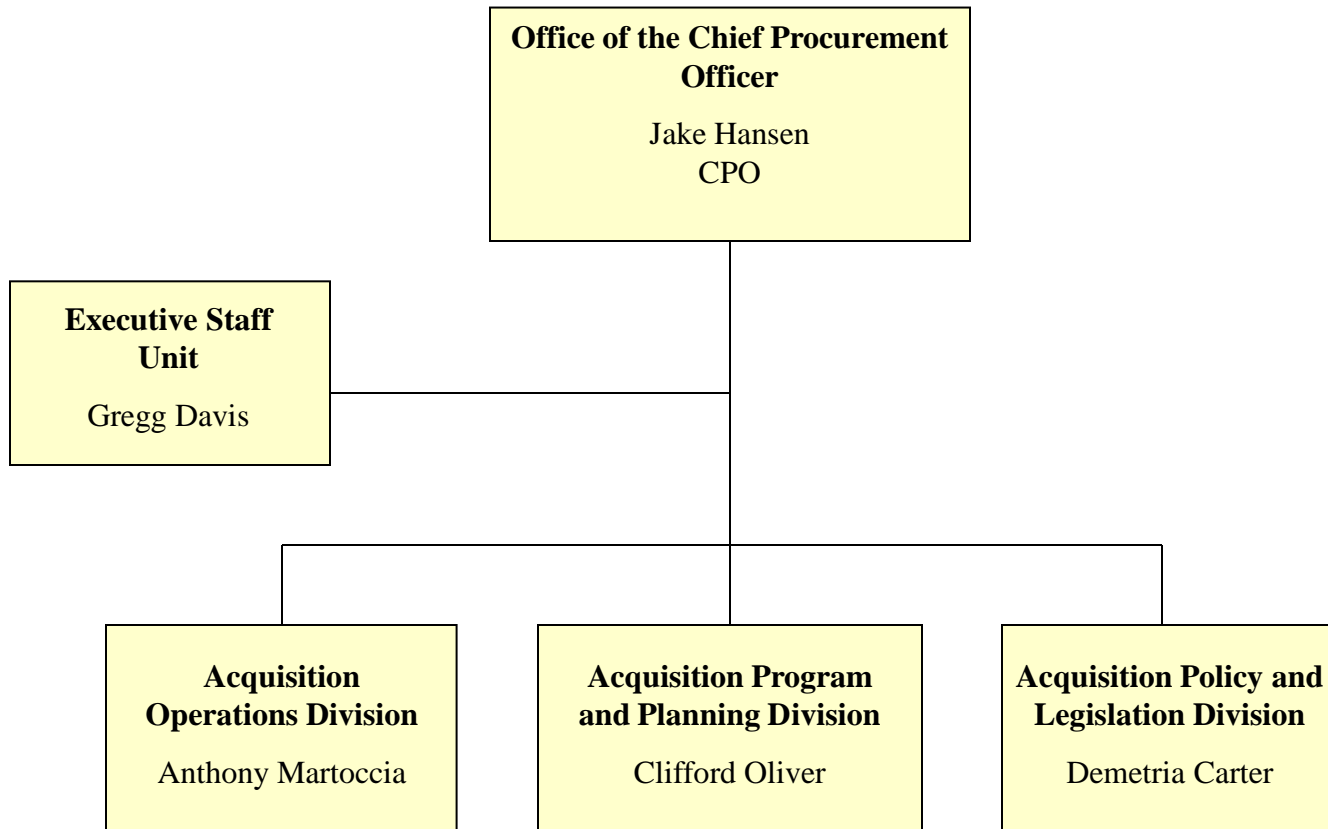 Office of the Chief Procurement
Officer
Jake Hansen
CPO
Executive Staff
Unit
Gregg Davis
Acquisition
Operations Division
Anthony Martoccia
Acquisition Program
and Planning Division
Clifford Oliver
Acquisition Policy and
Legislation Division
Demetria Carter